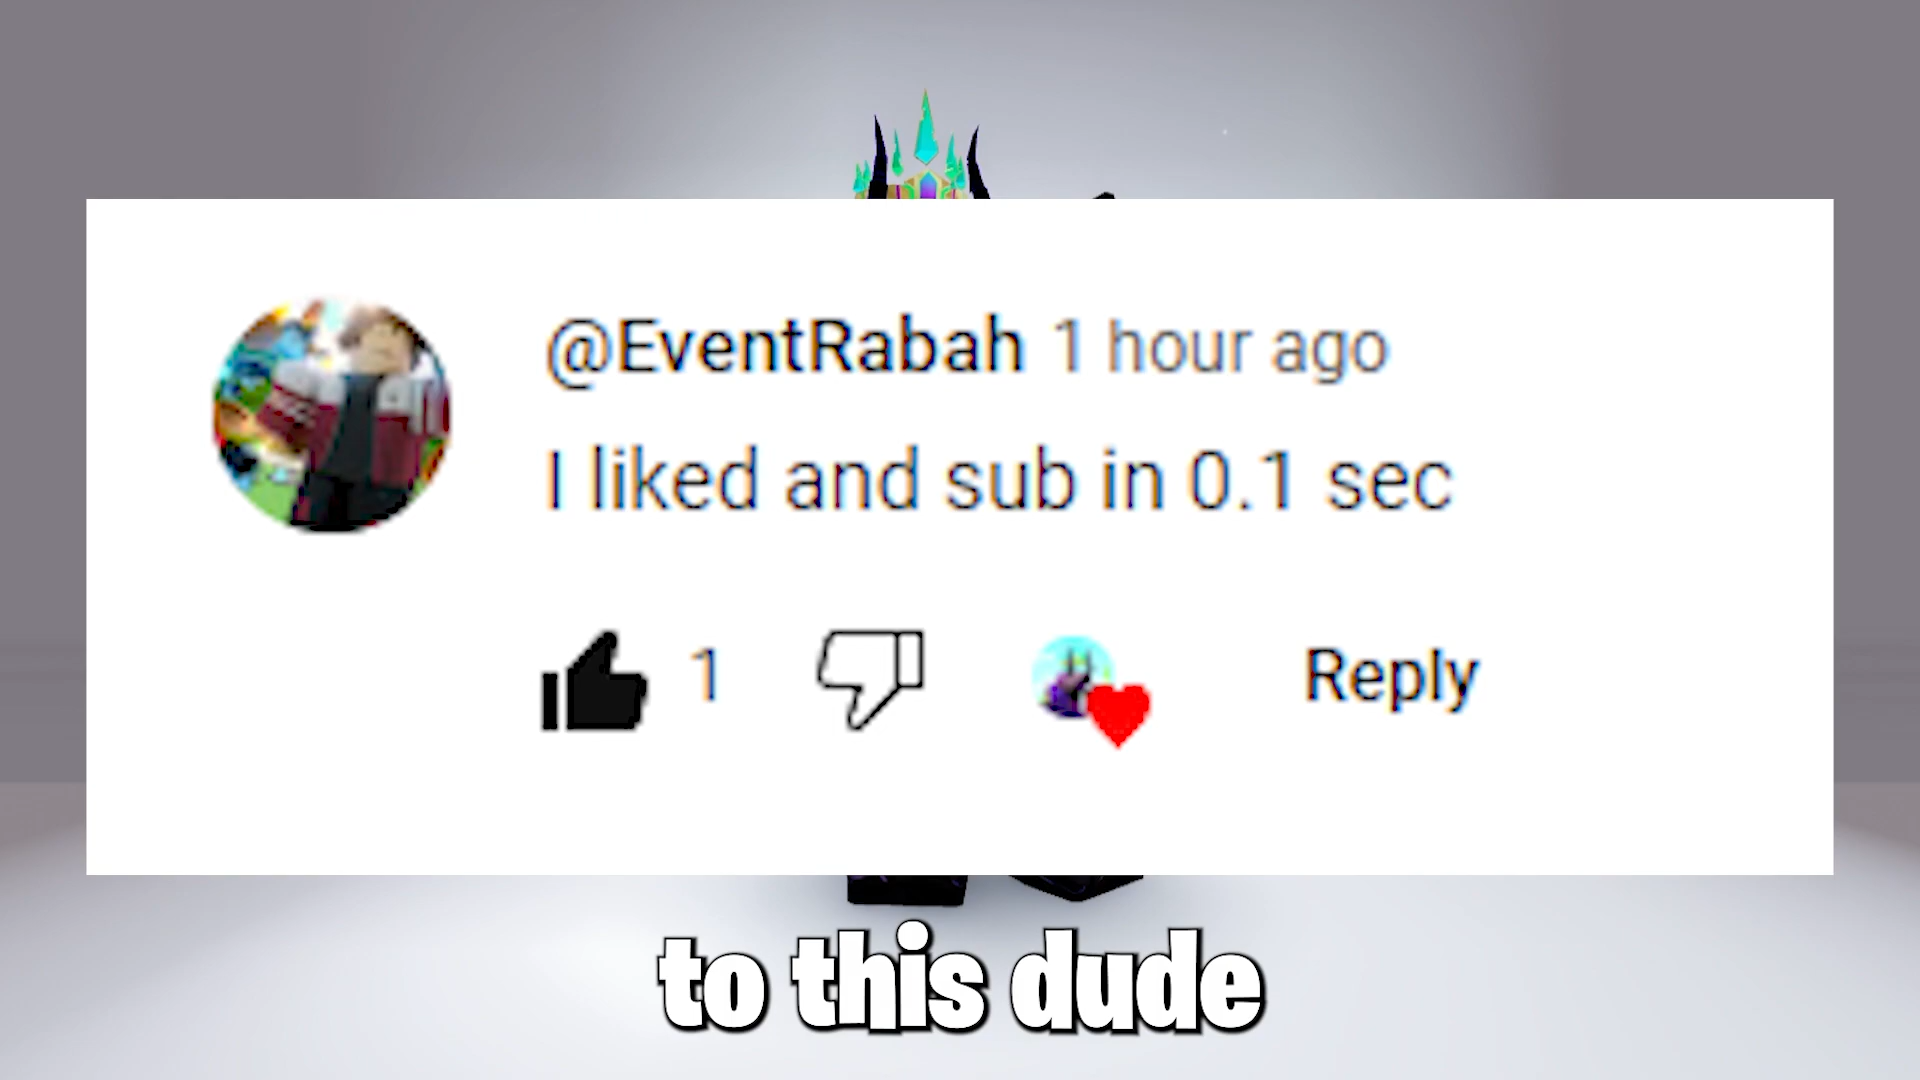 @EventRabah 1 hour ago
I liked and sub in 0.1 sec
1 Reply
to this dude